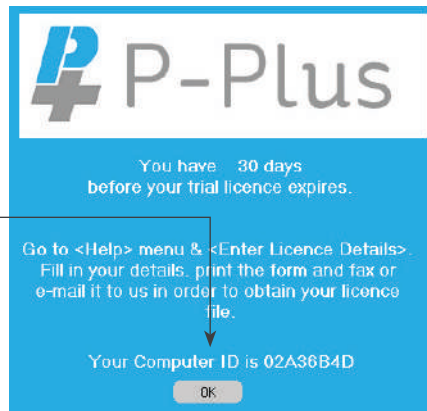 P-Plus
You have 30 days
before your trial licence expires.
Go to <Help> menu & <Enter Licence Details>.
Fill in your details, print the form and fax or
e-mail it to us in order to obtain your licence
file.
Your Computer ID is 02A36B4D
OK